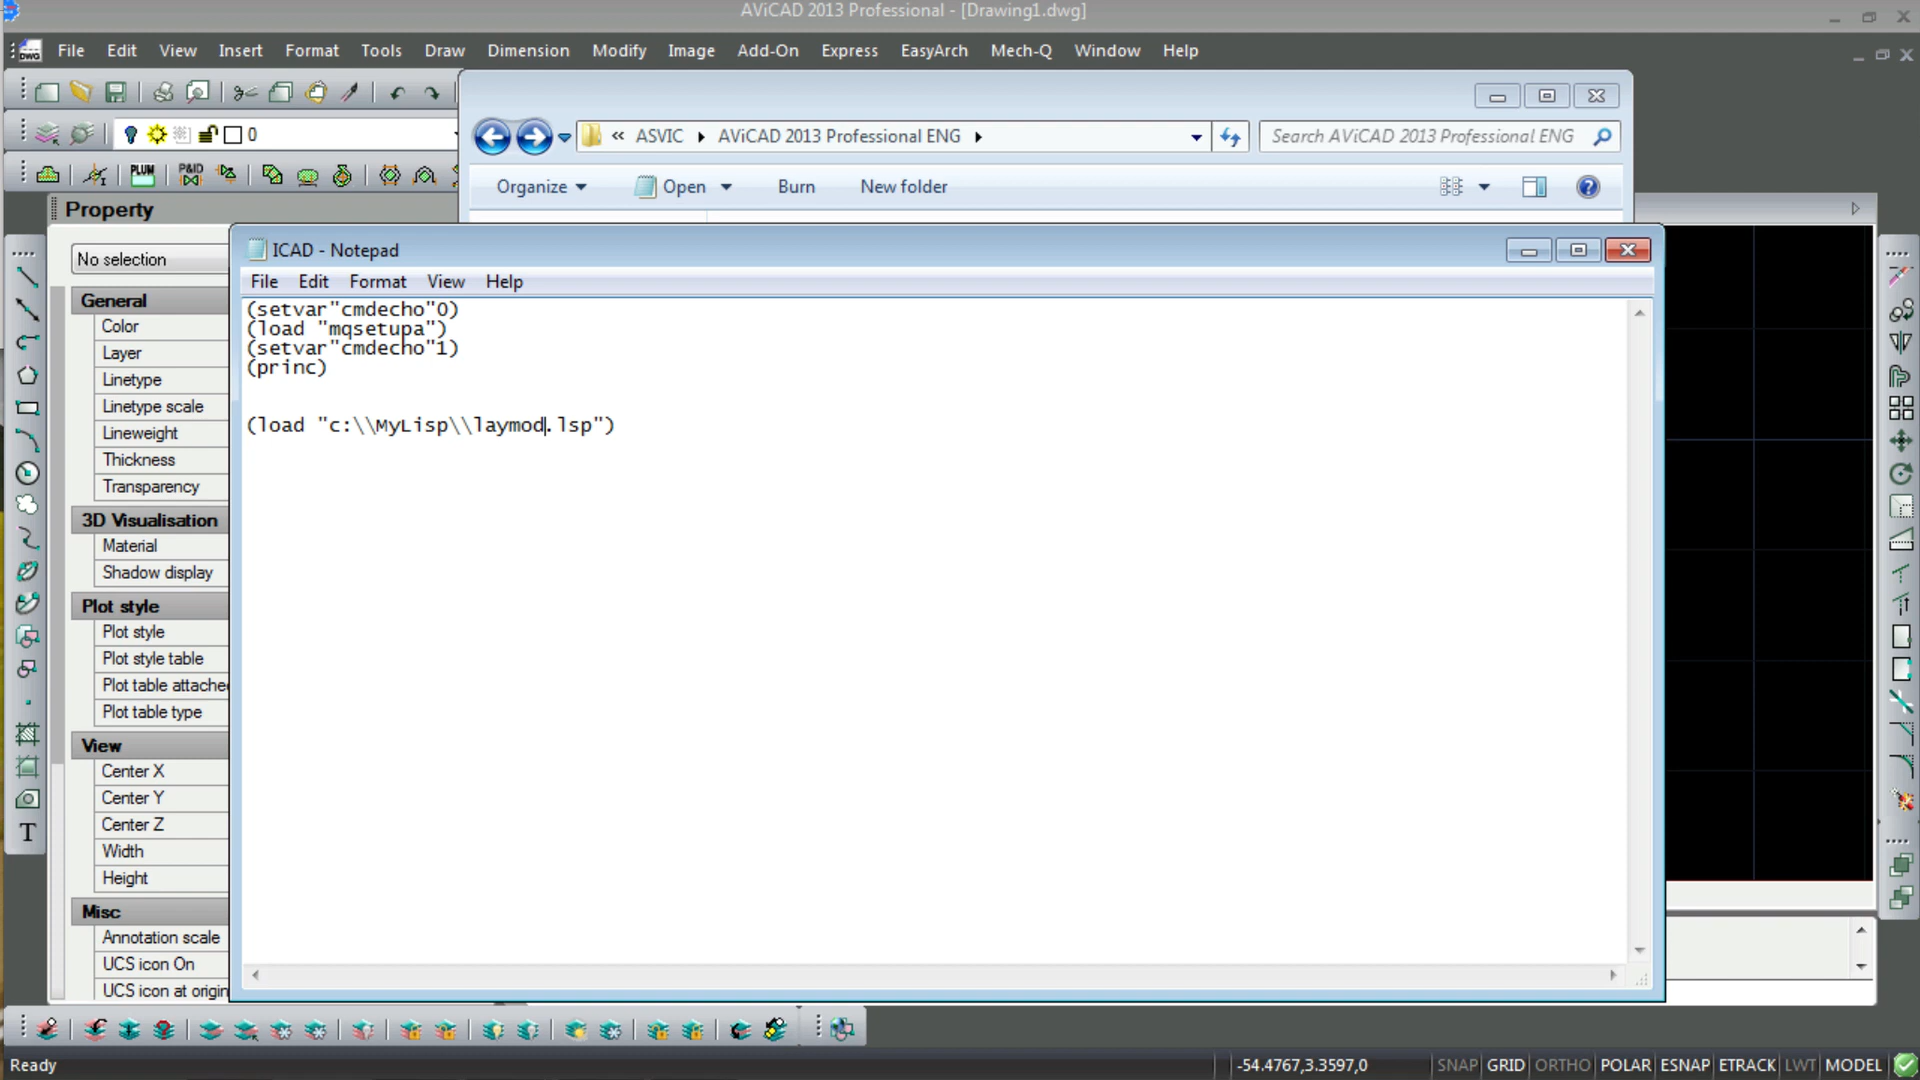 AViCAD 2013 Professional - [Drawing1.dwg]
File Edit View Insert Format Tools Draw Dimension Modify Image Add-On Express EasyArch Mech-Q Window Help
0
« ASVIC ▸ AViCAD 2013 Professional ENG ▸
Search AViCAD 2013 Professional ENG
PLUM P&ID
Organize Open Burn New folder
Property
No selection
General
Color
Layer
Linetype
Linetype scale
Lineweight
Thickness
Transparency
3D Visualisation
Material
Shadow display
Plot style
Plot style
Plot style table
Plot table attache
Plot table type
View
Center X
Center Y
Center Z
Width
Height
Misc
Annotation scale
UCS icon On
UCS icon at origin
ICAD - Notepad
File Edit Format View Help
(setvar"cmdecho"0)
(load "mqsetupa")
(setvar"cmdecho"1)
(princ)
(load "c:\\MyLisp\\laymod.lsp")
T
Ready
-54.4767,3.3597,0 SNAP GRID ORTHO POLAR ESNAP ETRACK LWT MODEL